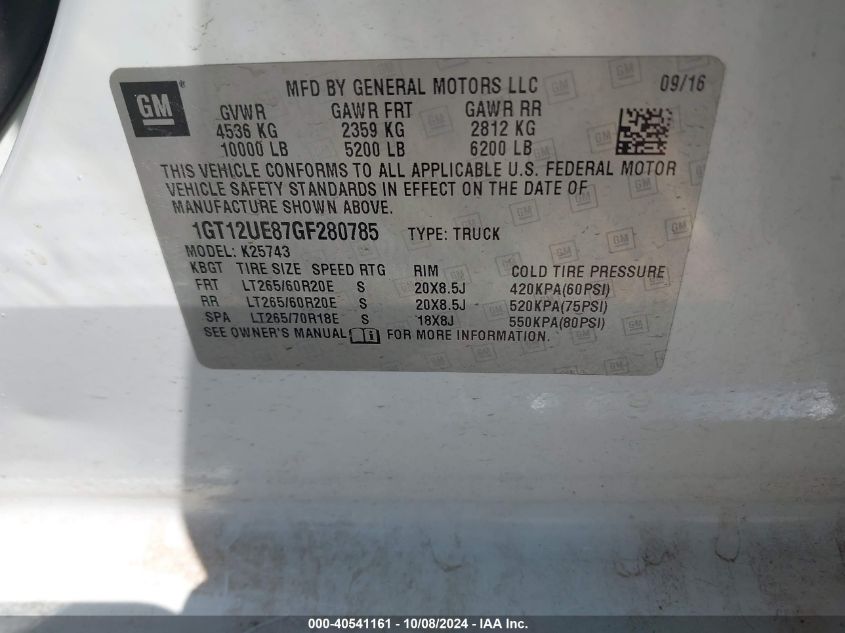 GM ®
MFD BY GENERAL MOTORS LLC 09/16
GVWR GAWR FRT GAWR RR
4536 KG 2359 KG 2812 KG
10000 LB 5200 LB 6200 LB
THIS VEHICLE CONFORMS TO ALL APPLICABLE U.S. FEDERAL MOTOR
VEHICLE SAFETY STANDARDS IN EFFECT ON THE DATE OF
MANUFACTURE SHOWN ABOVE.
1GT12UE87GF280785 TYPE: TRUCK
MODEL: K25743
KBGT TIRE SIZE SPEED RTG RIM COLD TIRE PRESSURE
FRT LT265/60R20E S 20X8.5J 420KPA(60PSI)
RR LT265/60R20E S 20X8.5J 520KPA(75PSI)
SPA LT265/70R18E S 18X8J 550KPA(80PSI)
SEE OWNER'S MANUAL FOR MORE INFORMATION.
000-40541161 - 10/08/2024 - IAA Inc.